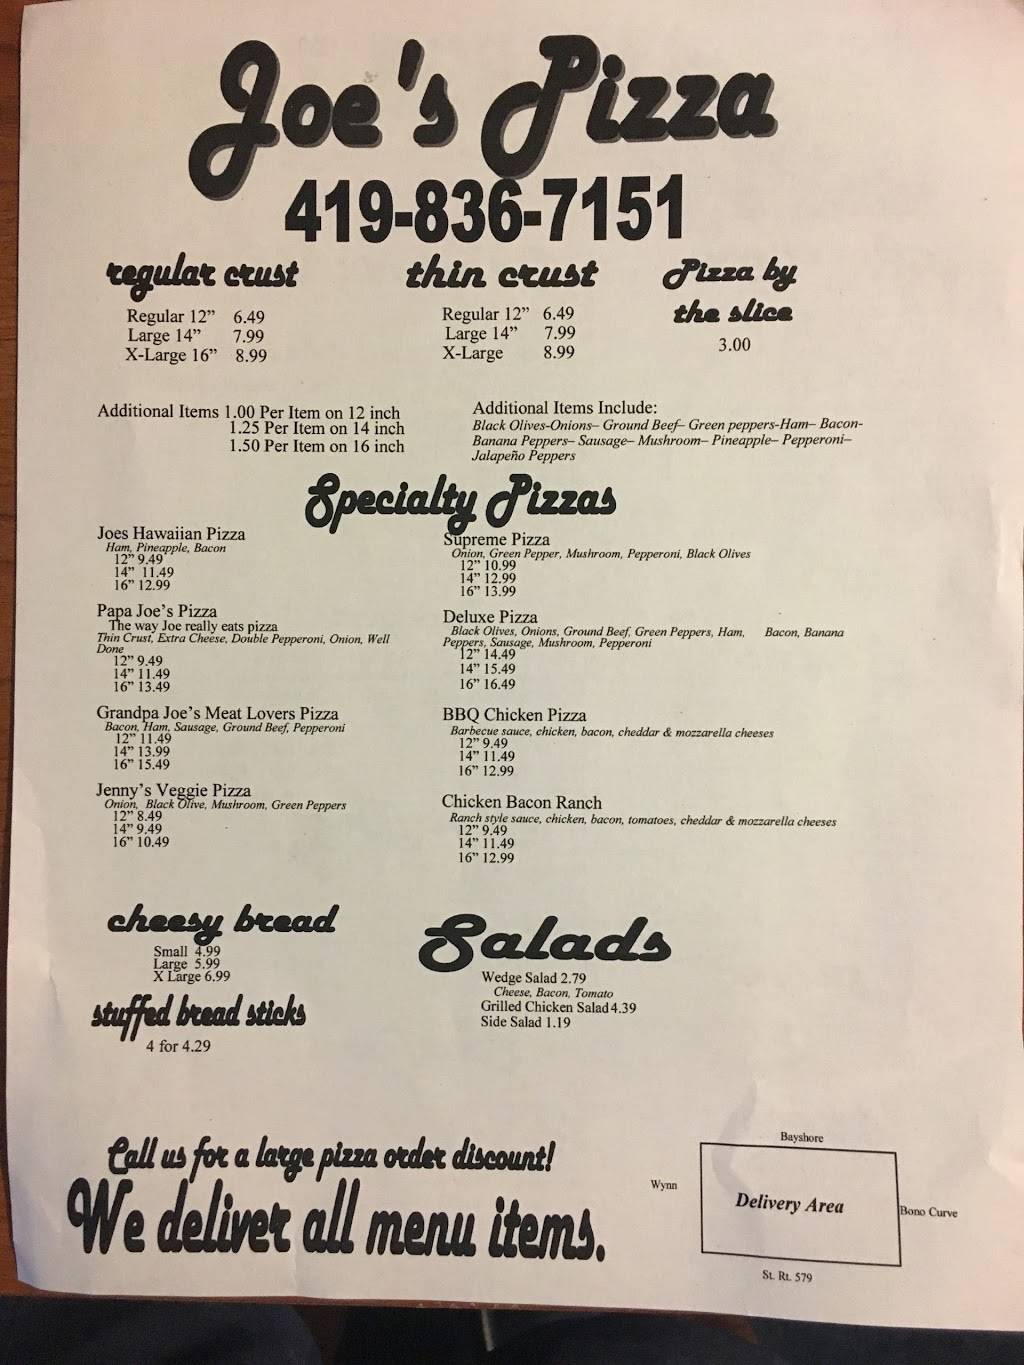 Joe's Pizza
419-836-7151
regular crust
Regular 12” 6.49
Large 14” 7.99
X-Large 16” 8.99
thin crust
Regular 12” 6.49
Large 14” 7.99
X-Large 8.99
Pizza by
the slice
3.00
Additional Items 1.00 Per Item on 12 inch
1.25 Per Item on 14 inch
1.50 Per Item on 16 inch
Additional Items Include:
Black Olives-Onions– Ground Beef– Green peppers-Ham– Bacon-
Banana Peppers– Sausage– Mushroom– Pineapple– Pepperoni–
Jalapeño Peppers
Specialty Pizzas
Joes Hawaiian Pizza
Ham, Pineapple, Bacon
12” 9.49
14” 11.49
16” 12.99
Papa Joe’s Pizza
The way Joe really eats pizza
Thin Crust, Extra Cheese, Double Pepperoni, Onion, Well
Done
12” 9.49
14” 11.49
16” 13.49
Grandpa Joe’s Meat Lovers Pizza
Bacon, Ham, Sausage, Ground Beef, Pepperoni
12” 11.49
14” 13.99
16” 15.49
Jenny’s Veggie Pizza
Onion, Black Olive, Mushroom, Green Peppers
12” 8.49
14” 9.49
16” 10.49
Supreme Pizza
Onion, Green Pepper, Mushroom, Pepperoni, Black Olives
12” 10.99
14” 12.99
16” 13.99
Deluxe Pizza
Black Olives, Onions, Ground Beef, Green Peppers, Ham, Bacon, Banana
Peppers, Sausage, Mushroom, Pepperoni
12” 14.49
14” 15.49
16” 16.49
BBQ Chicken Pizza
Barbecue sauce, chicken, bacon, cheddar & mozzarella cheeses
12” 9.49
14” 11.49
16” 12.99
Chicken Bacon Ranch
Ranch style sauce, chicken, bacon, tomatoes, cheddar & mozzarella cheeses
12” 9.49
14” 11.49
16” 12.99
cheesy bread
Small 4.99
Large 5.99
X Large 6.99
stuffed bread sticks
4 for 4.29
Salads
Wedge Salad 2.79
Cheese, Bacon, Tomato
Grilled Chicken Salad 4.39
Side Salad 1.19
Call us for a large pizza order discount!
We deliver all menu items.
Bayshore
Wynn
Delivery Area
Bono Curve
St. Rt. 579